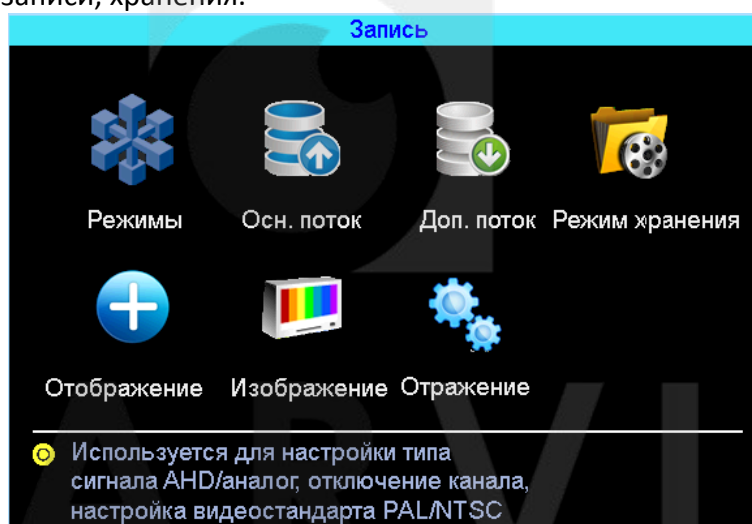 записи, хранения.
Запись
Режимы Осн. поток Доп. поток Режим хранения
Отображение Изображение Отражение
Используется для настройки типа
сигнала AHD/аналог, отключение канала,
настройка видеостандарта PAL/NTSC
ARVI